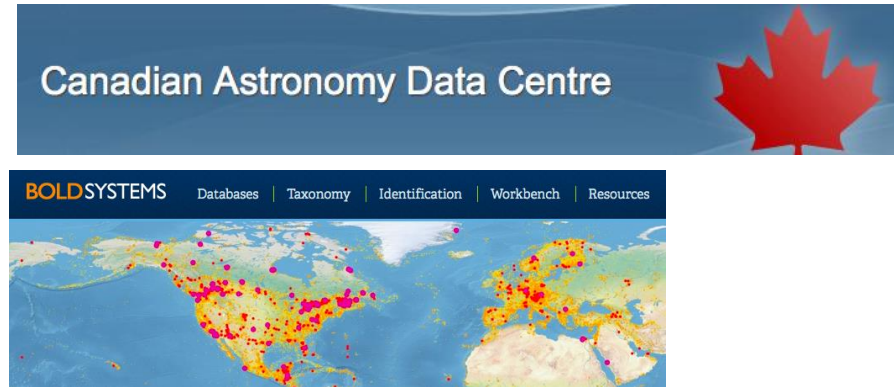 Canadian Astronomy Data Centre
BOLDSYSTEMS Databases Taxonomy Identification Workbench Resources